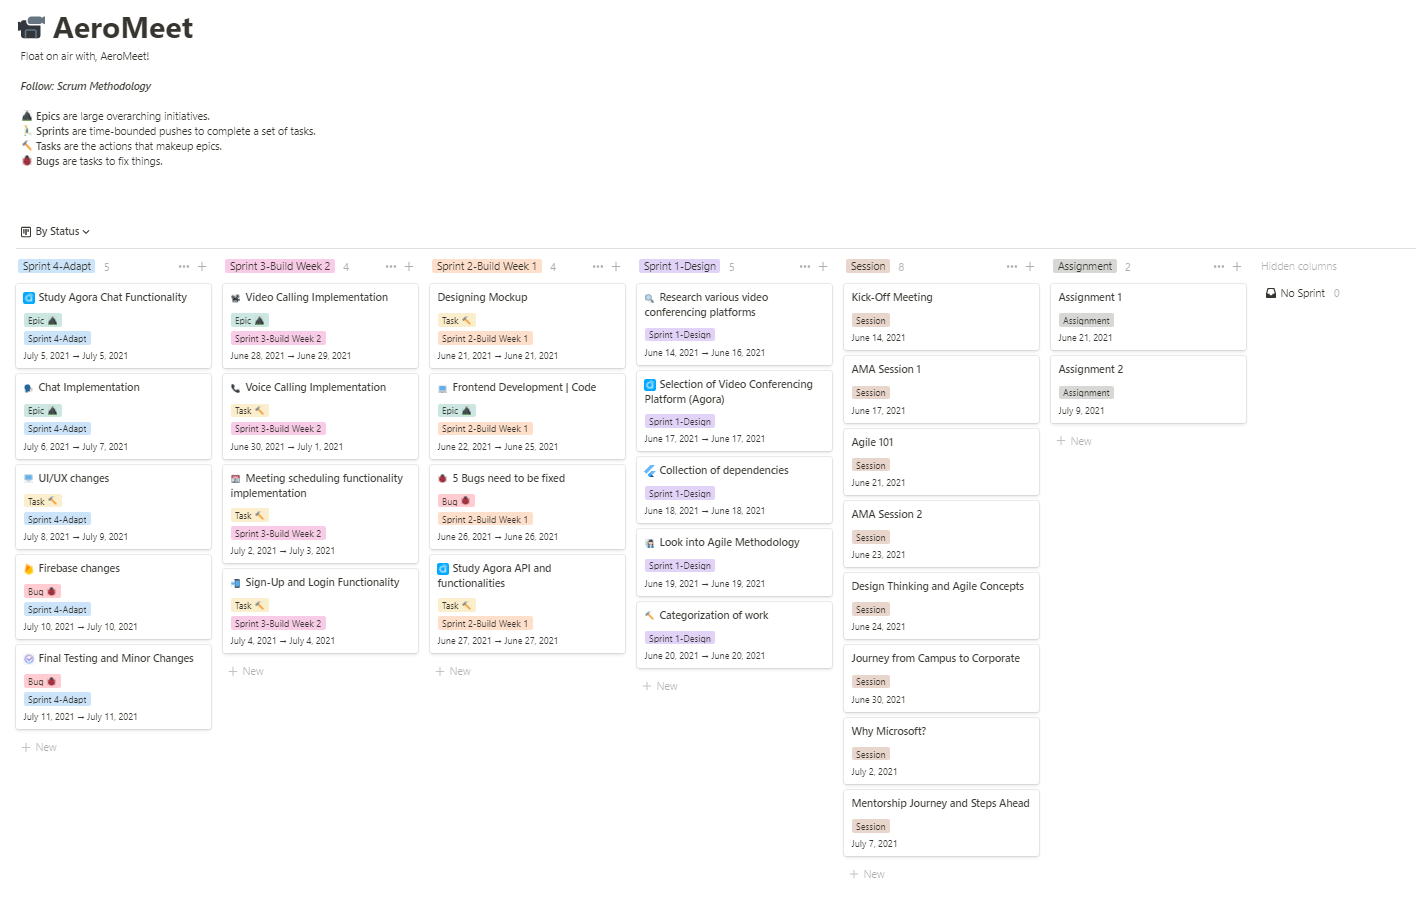 AeroMeet
Float on air with, AeroMeet!
Follow: Scrum Methodology
Epics are large overarching initiatives.
Sprints are time-bounded pushes to complete a set of tasks.
Tasks are the actions that makeup epics.
Bugs are tasks to fix things.
By Status
Sprint 4-Adapt 5
Study Agora Chat Functionality
Epic
Sprint 4-Adapt
July 5, 2021 → July 5, 2021
Chat Implementation
Epic
Sprint 4-Adapt
July 6, 2021 → July 7, 2021
UI/UX changes
Task
Sprint 4-Adapt
July 8, 2021 → July 9, 2021
Firebase changes
Bug
Sprint 4-Adapt
July 10, 2021 → July 10, 2021
Final Testing and Minor Changes
Bug
Sprint 4-Adapt
July 11, 2021 → July 11, 2021
+ New
Sprint 3-Build Week 2 4
Video Calling Implementation
Epic
Sprint 3-Build Week 2
June 28, 2021 → June 29, 2021
Voice Calling Implementation
Task
Sprint 3-Build Week 2
June 30, 2021 → July 1, 2021
Meeting scheduling functionality
implementation
Task
Sprint 3-Build Week 2
July 2, 2021 → July 3, 2021
Sign-Up and Login Functionality
Task
Sprint 3-Build Week 2
July 4, 2021 → July 4, 2021
+ New
Sprint 2-Build Week 1 4
Designing Mockup
Task
Sprint 2-Build Week 1
June 21, 2021 → June 21, 2021
Frontend Development | Code
Epic
Sprint 2-Build Week 1
June 22, 2021 → June 25, 2021
5 Bugs need to be fixed
Bug
Sprint 2-Build Week 1
June 26, 2021 → June 26, 2021
Study Agora API and
functionalities
Task
Sprint 2-Build Week 1
June 27, 2021 → June 27, 2021
+ New
Sprint 1-Design 5
Research various video
conferencing platforms
Sprint 1-Design
June 14, 2021 → June 16, 2021
Selection of Video Conferencing
Platform (Agora)
Sprint 1-Design
June 17, 2021 → June 17, 2021
Collection of dependencies
Sprint 1-Design
June 18, 2021 → June 18, 2021
Look into Agile Methodology
Sprint 1-Design
June 19, 2021 → June 19, 2021
Categorization of work
Sprint 1-Design
June 20, 2021 → June 20, 2021
+ New
Session 8
Kick-Off Meeting
Session
June 14, 2021
AMA Session 1
Session
June 17, 2021
Agile 101
Session
June 21, 2021
AMA Session 2
Session
June 23, 2021
Design Thinking and Agile Concepts
Session
June 24, 2021
Journey from Campus to Corporate
Session
June 30, 2021
Why Microsoft?
Session
July 2, 2021
Mentorship Journey and Steps Ahead
Session
July 7, 2021
+ New
Assignment 2
Assignment 1
Assignment
June 21, 2021
Assignment 2
Assignment
July 9, 2021
+ New
Hidden columns
No Sprint 0